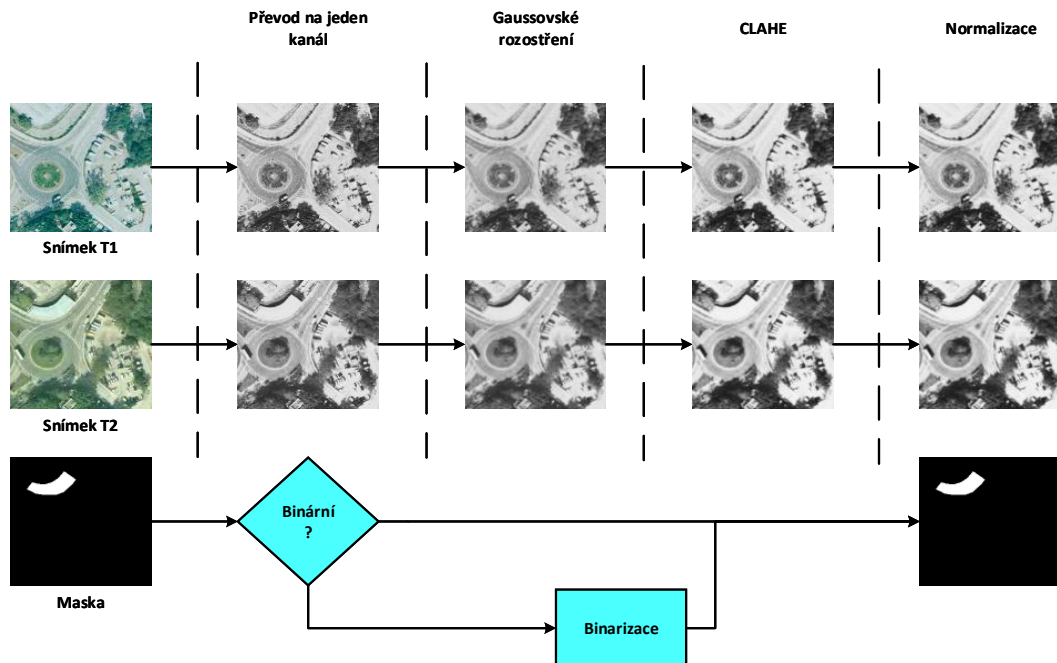 Převod na jeden
kanál
Gaussovské
rozostření
CLAHE
Normalizace
Snímek T1
Snímek T2
Maska
Binární
?
Binarizace